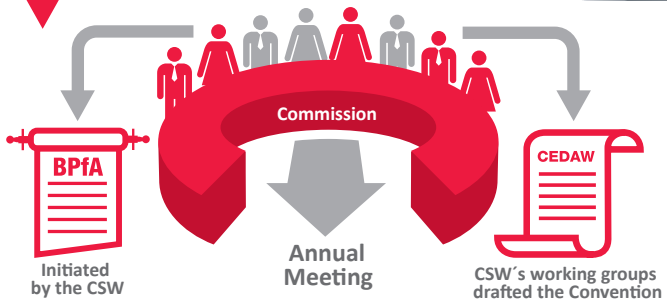 Commission
BPfA
CEDAW
Initiated
by the CSW
Annual
Meeting
CSW´s working groups
drafted the Convention